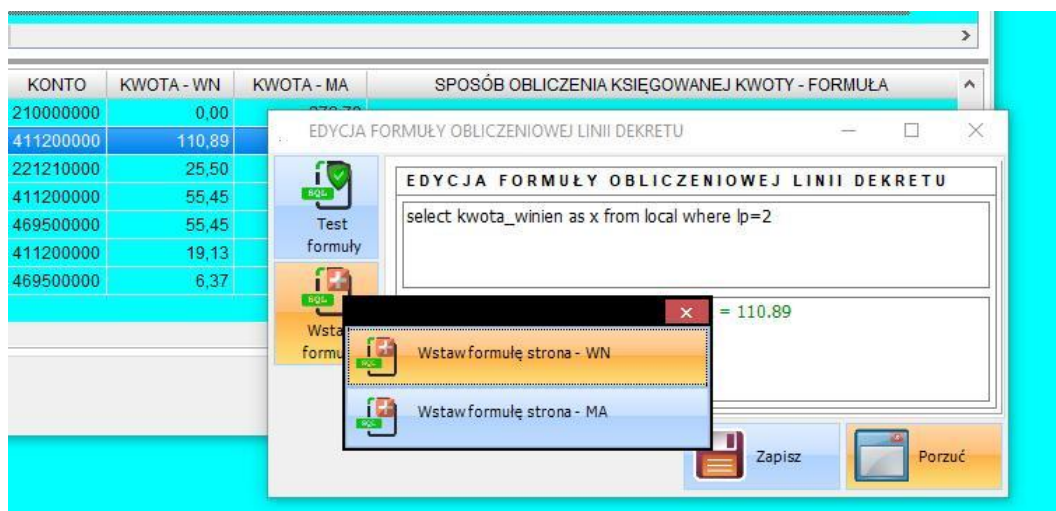 KONTO KWOTA - WN KWOTA - MA SPOSÓB OBLICZENIA KSIĘGOWANEJ KWOTY - FORMUŁA
210000000 0,00
411200000 110,89
221210000 25,50
411200000 55,45
469500000 55,45
411200000 19,13
469500000 6,37
EDYCJA FORMUŁY OBLICZENIOWEJ LINII DEKRETU
EDYCJA FORMUŁY OBLICZENIOWEJ LINII DEKRETU
select kwota_winien as x from local where lp=2
SQL
Test
formuły
SQL
= 110.89
Wstaw formułę strona - WN
Wstaw formułę strona - MA
Zapisz
Porzuć